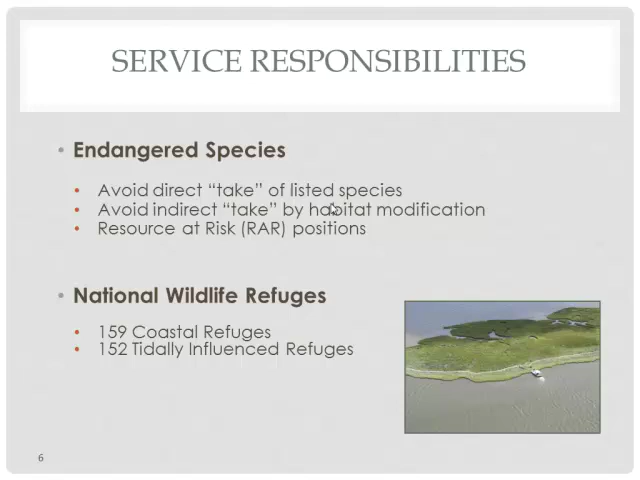 SERVICE RESPONSIBILITIES
• Endangered Species
• Avoid direct “take” of listed species
• Avoid indirect “take” by habitat modification
• Resource at Risk (RAR) positions
• National Wildlife Refuges
• 159 Coastal Refuges
• 152 Tidally Influenced Refuges
6